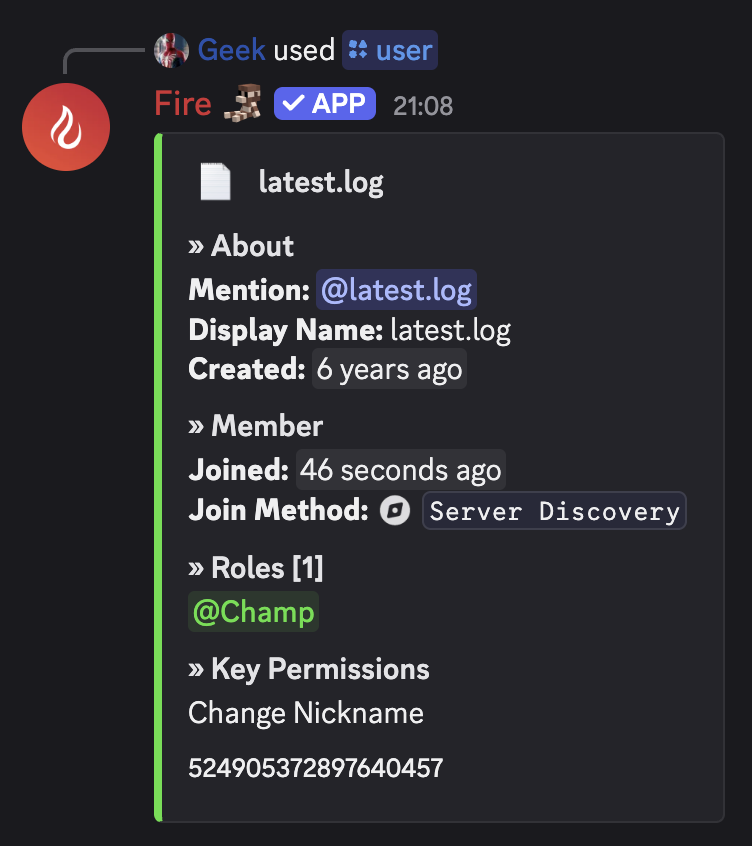 Geek used user
Fire APP 21:08
latest.log
» About
Mention: @latest.log
Display Name: latest.log
Created: 6 years ago
» Member
Joined: 46 seconds ago
Join Method: Server Discovery
» Roles [1]
@Champ
» Key Permissions
Change Nickname
524905372897640457